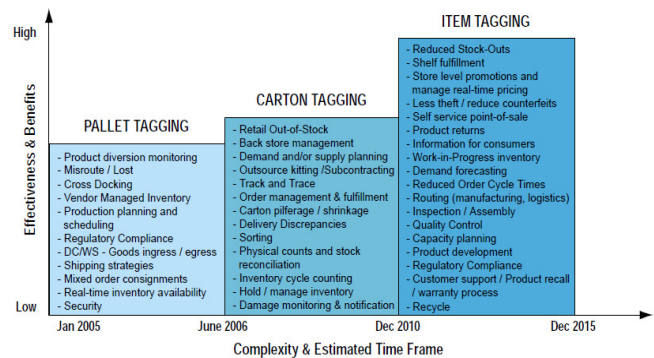 High
Effectiveness & Benefits
Low
PALLET TAGGING
- Product diversion monitoring
- Misroute / Lost
- Cross Docking
- Vendor Managed Inventory
- Production planning and
scheduling
- Regulatory Compliance
- DC/WS - Goods ingress / egress
- Shipping strategies
- Mixed order consignments
- Real-time inventory availability
- Security
CARTON TAGGING
- Retail Out-of-Stock
- Back store management
- Demand and/or supply planning
- Outsource kitting /Subcontracting
- Track and Trace
- Order management & fulfillment
- Carton pilferage / shrinkage
- Delivery Discrepancies
- Sorting
- Physical counts and stock
reconciliation
- Inventory cycle counting
- Hold / manage inventory
- Damage monitoring & notification
ITEM TAGGING
- Reduced Stock-Outs
- Shelf fulfillment
- Store level promotions and
manage real-time pricing
- Less theft / reduce counterfeits
- Self service point-of-sale
- Product returns
- Information for consumers
- Work-in-Progress inventory
- Demand forecasting
- Reduced Order Cycle Times
- Routing (manufacturing, logistics)
- Inspection / Assembly
- Quality Control
- Capacity planning
- Product development
- Regulatory Compliance
- Customer support / Product recall
/ warranty process
- Recycle
Jan 2005
June 2006
Dec 2010
Dec 2015
Complexity & Estimated Time Frame